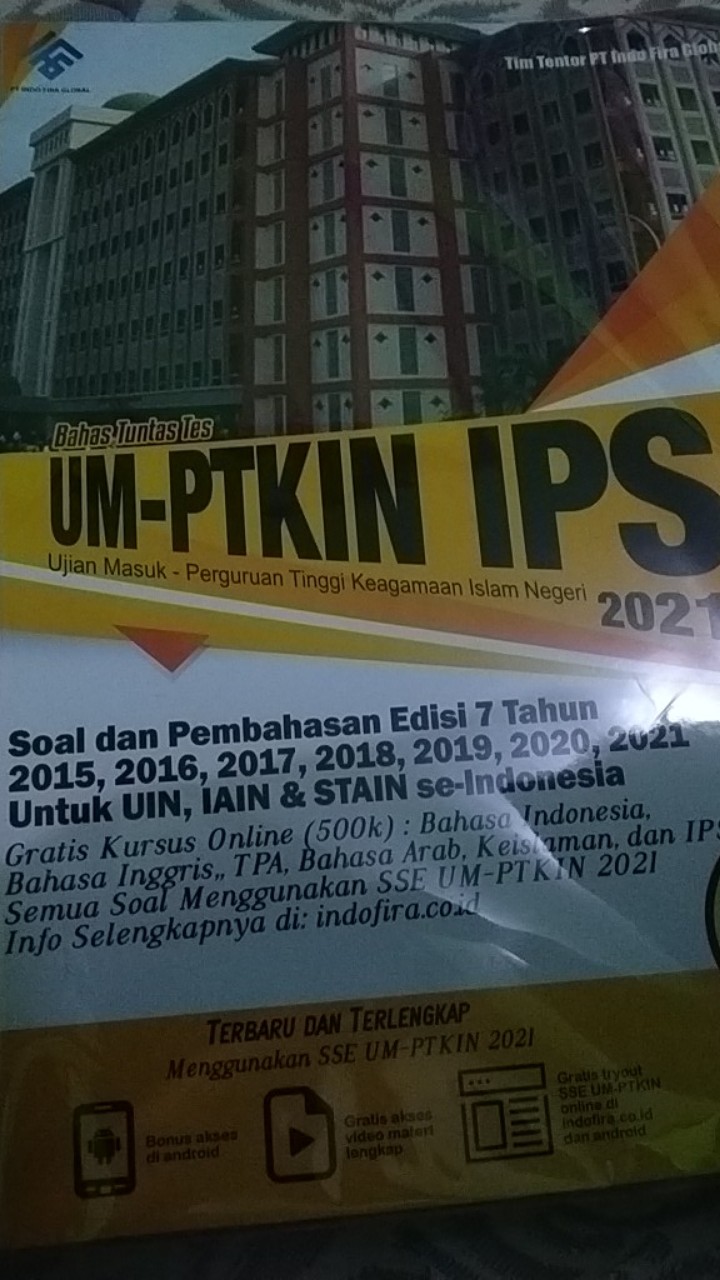 PT INDO FIRA GLOBAL
Tim Tentor PT Indo Fira Glob
Bahas Tuntas Tes
UM-PTKIN IPS
Ujian Masuk - Perguruan Tinggi Keagamaan Islam Negeri
2021
Soal dan Pembahasan Edisi 7 Tahun
2015, 2016, 2017, 2018, 2019, 2020, 2021
Untuk UIN, IAIN & STAIN se-Indonesia
Gratis Kursus Online (500k) : Bahasa Indonesia,
Bahasa Inggris,, TPA, Bahasa Arab, Keislaman, dan IPS
Semua Soal Menggunakan SSE UM-PTKIN 2021
Info Selengkapnya di: indofira.co.id
TERBARU DAN TERLENGKAP
Menggunakan SSE UM-PTKIN 2021
Bonus akses
di android
Gratis akses
video materi
lengkap
Gratis tryout
SSE UM-PTKIN
online di
indofira.co.id
dan android